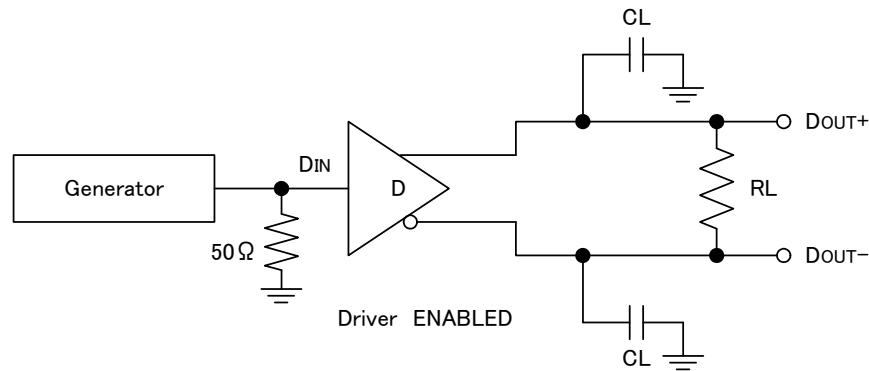 CL
DOUT+
DIN
Generator
D
RL
50Ω
DOUT−
Driver ENABLED
CL